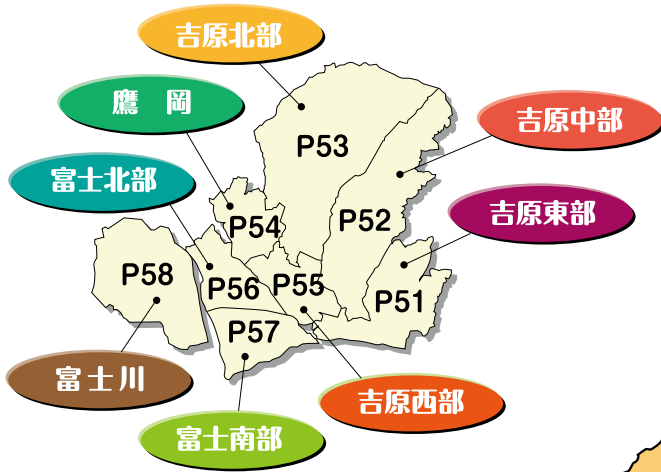 吉原北部
鷹岡
吉原中部
P53
富士北部
吉原東部
P54
P52
P58
P56
P55
P51
P57
富士川
吉原西部
富士南部